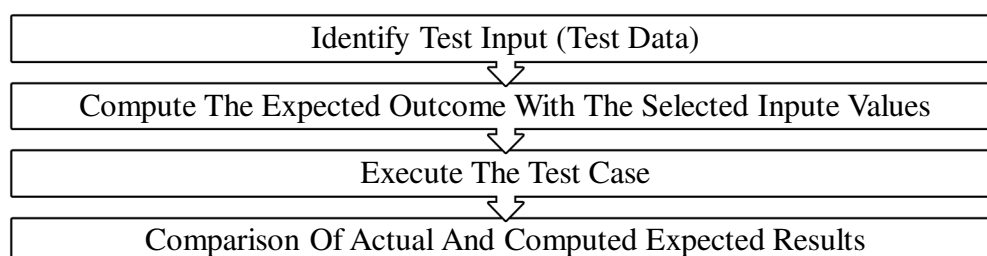 Identify Test Input (Test Data)
Compute The Expected Outcome With The Selected Inpute Values
Execute The Test Case
Comparison Of Actual And Computed Expected Results